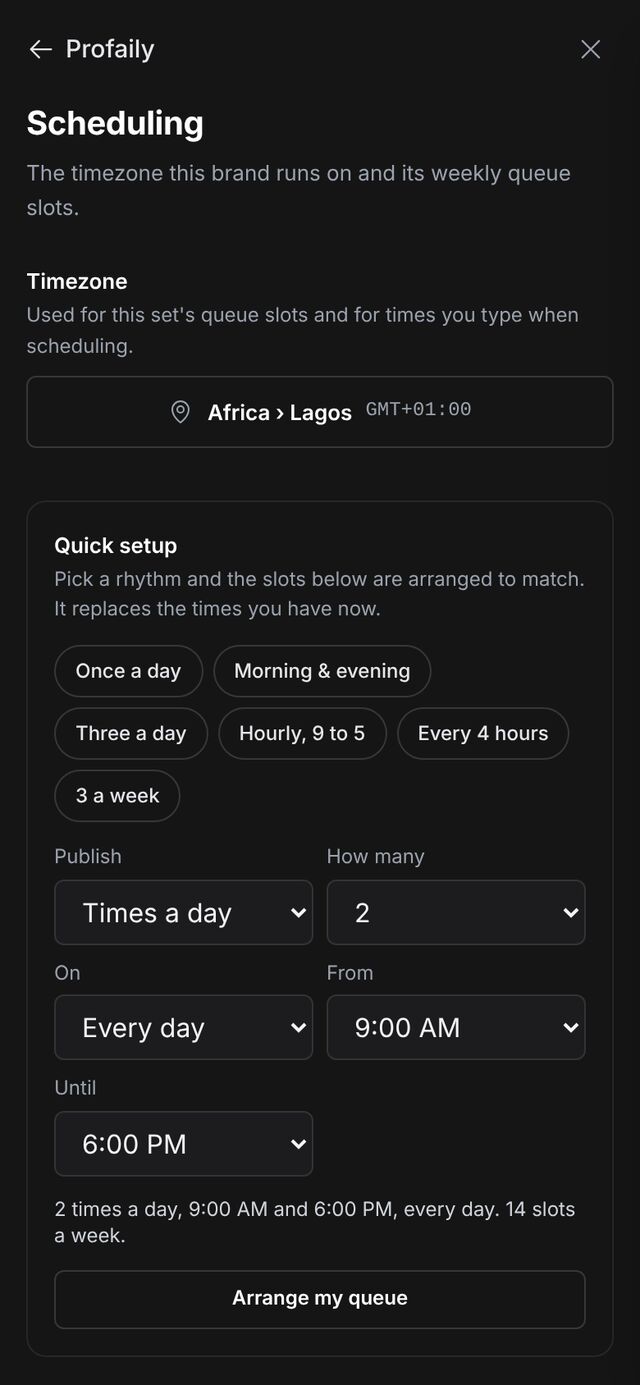 Profaily
Scheduling
The timezone this brand runs on and its weekly queue
slots.
Timezone
Used for this set's queue slots and for times you type when
scheduling.
Africa › Lagos GMT+01:00
Quick setup
Pick a rhythm and the slots below are arranged to match.
It replaces the times you have now.
Once a day Morning & evening
Three a day Hourly, 9 to 5 Every 4 hours
3 a week
Publish How many
Times a day 2
On From
Every day 9:00 AM
Until
6:00 PM
2 times a day, 9:00 AM and 6:00 PM, every day. 14 slots
a week.
Arrange my queue